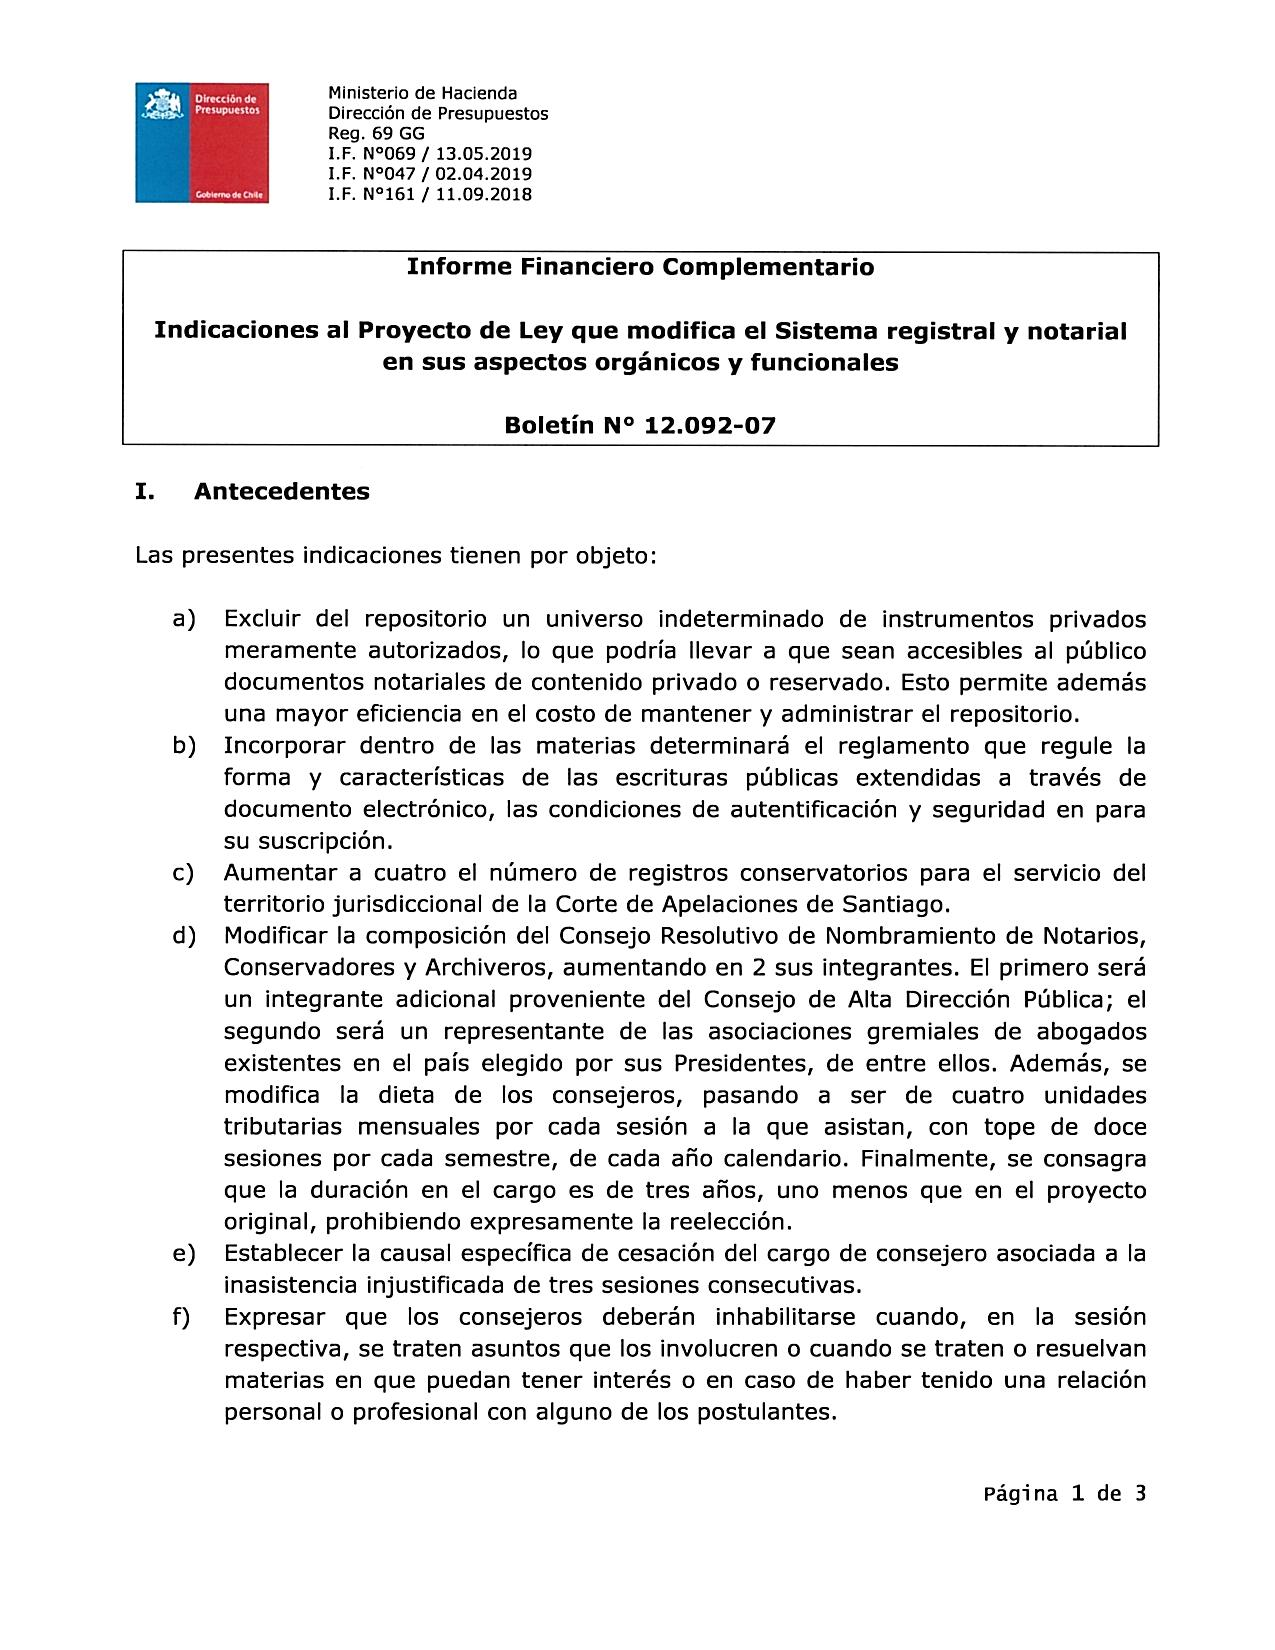 Dirección de
Presupuestos
Gobierno de Chile
Ministerio de Hacienda
Dirección de Presupuestos
Reg. 69 GG
I.F. N°069 / 13.05.2019
I.F. N°047 / 02.04.2019
I.F. N°161 / 11.09.2018
Informe Financiero Complementario
Indicaciones al Proyecto de Ley que modifica el Sistema registral y notarial
en sus aspectos orgánicos y funcionales
Boletín N° 12.092-07
I. Antecedentes
Las presentes indicaciones tienen por objeto:
a) Excluir del repositorio un universo indeterminado de instrumentos privados
meramente autorizados, lo que podría llevar a que sean accesibles al público
documentos notariales de contenido privado o reservado. Esto permite además
una mayor eficiencia en el costo de mantener y administrar el repositorio.
b) Incorporar dentro de las materias determinará el reglamento que regule la
forma y características de las escrituras públicas extendidas a través de
documento electrónico, las condiciones de autentificación y seguridad en para
su suscripción.
c) Aumentar a cuatro el número de registros conservatorios para el servicio del
territorio jurisdiccional de la Corte de Apelaciones de Santiago.
d) Modificar la composición del Consejo Resolutivo de Nombramiento de Notarios,
Conservadores y Archiveros, aumentando en 2 sus integrantes. El primero será
un integrante adicional proveniente del Consejo de Alta Dirección Pública; el
segundo será un representante de las asociaciones gremiales de abogados
existentes en el país elegido por sus Presidentes, de entre ellos. Además, se
modifica la dieta de los consejeros, pasando a ser de cuatro unidades
tributarias mensuales por cada sesión a la que asistan, con tope de doce
sesiones por cada semestre, de cada año calendario. Finalmente, se consagra
que la duración en el cargo es de tres años, uno menos que en el proyecto
original, prohibiendo expresamente la reelección.
e) Establecer la causal específica de cesación del cargo de consejero asociada a la
inasistencia injustificada de tres sesiones consecutivas.
f) Expresar que los consejeros deberán inhabilitarse cuando, en la sesión
respectiva, se traten asuntos que los involucren o cuando se traten o resuelvan
materias en que puedan tener interés o en caso de haber tenido una relación
personal o profesional con alguno de los postulantes.
Página 1 de 3